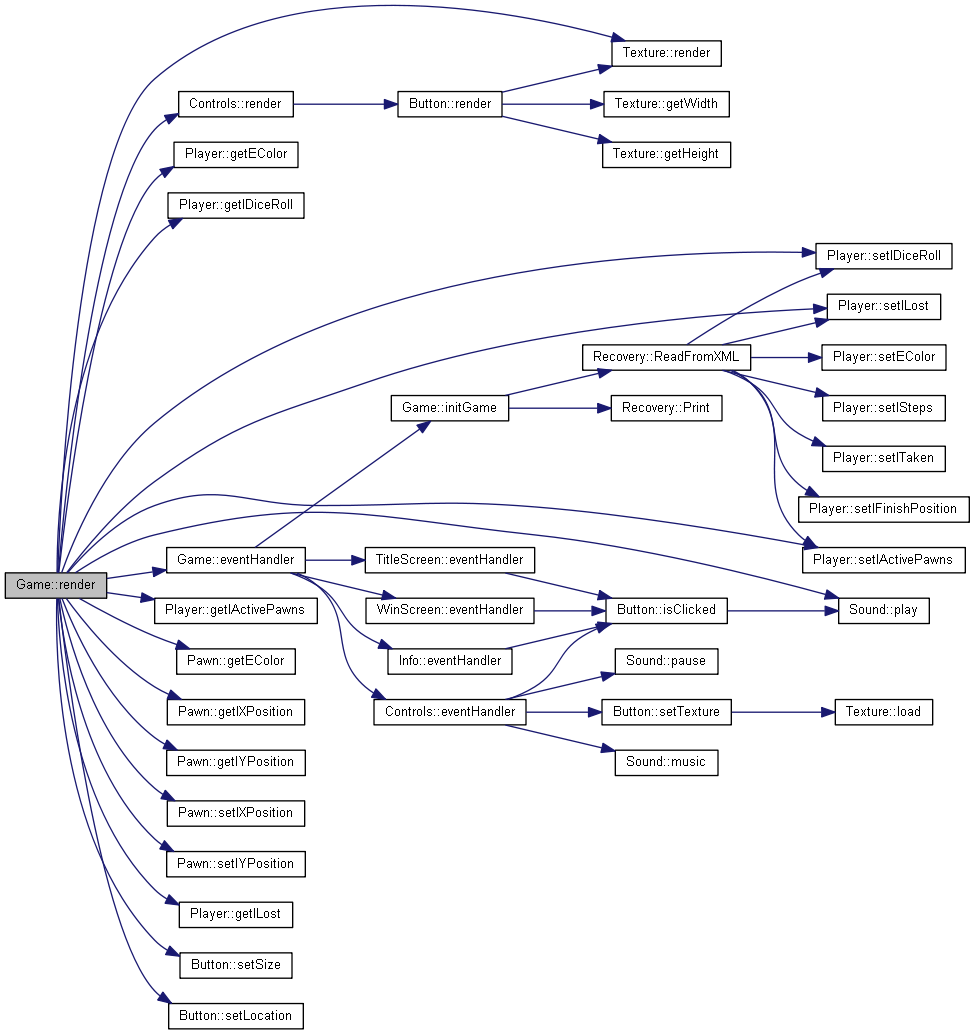 Texture::render
Controls::render
Button::render
Texture::getWidth
Player::getEColor
Texture::getHeight
Player::getIDiceRoll
Player::setIDiceRoll
Player::setILost
Recovery::ReadFromXML
Player::setEColor
Game::initGame
Recovery::Print
Player::setISteps
Player::setITaken
Player::setIFinishPosition
Game::eventHandler
TitleScreen::eventHandler
Player::setIActivePawns
Game::render
Player::getIActivePawns
WinScreen::eventHandler
Button::isClicked
Sound::play
Pawn::getEColor
Info::eventHandler
Sound::pause
Pawn::getIXPosition
Controls::eventHandler
Button::setTexture
Texture::load
Pawn::getIYPosition
Sound::music
Pawn::setIXPosition
Pawn::setIYPosition
Player::getILost
Button::setSize
Button::setLocation